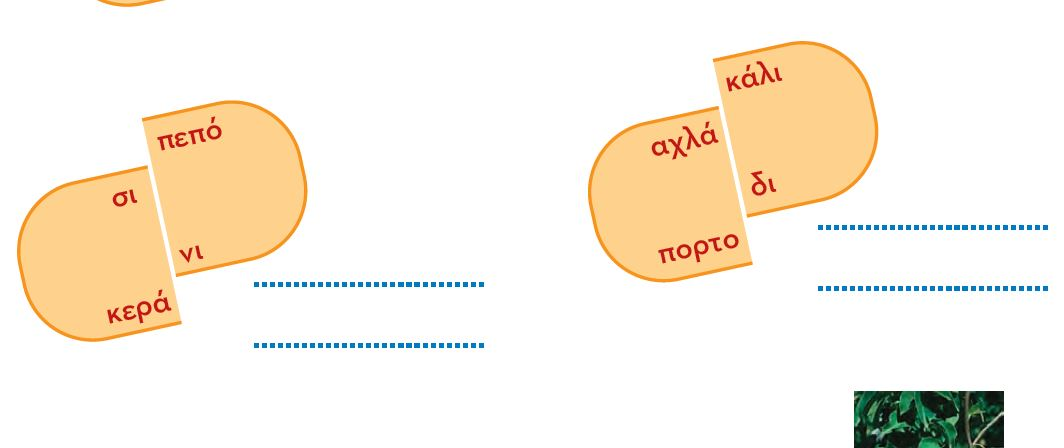 πεπό
σι
νι
κερά
κάλι
αχλά
δι
πορτο